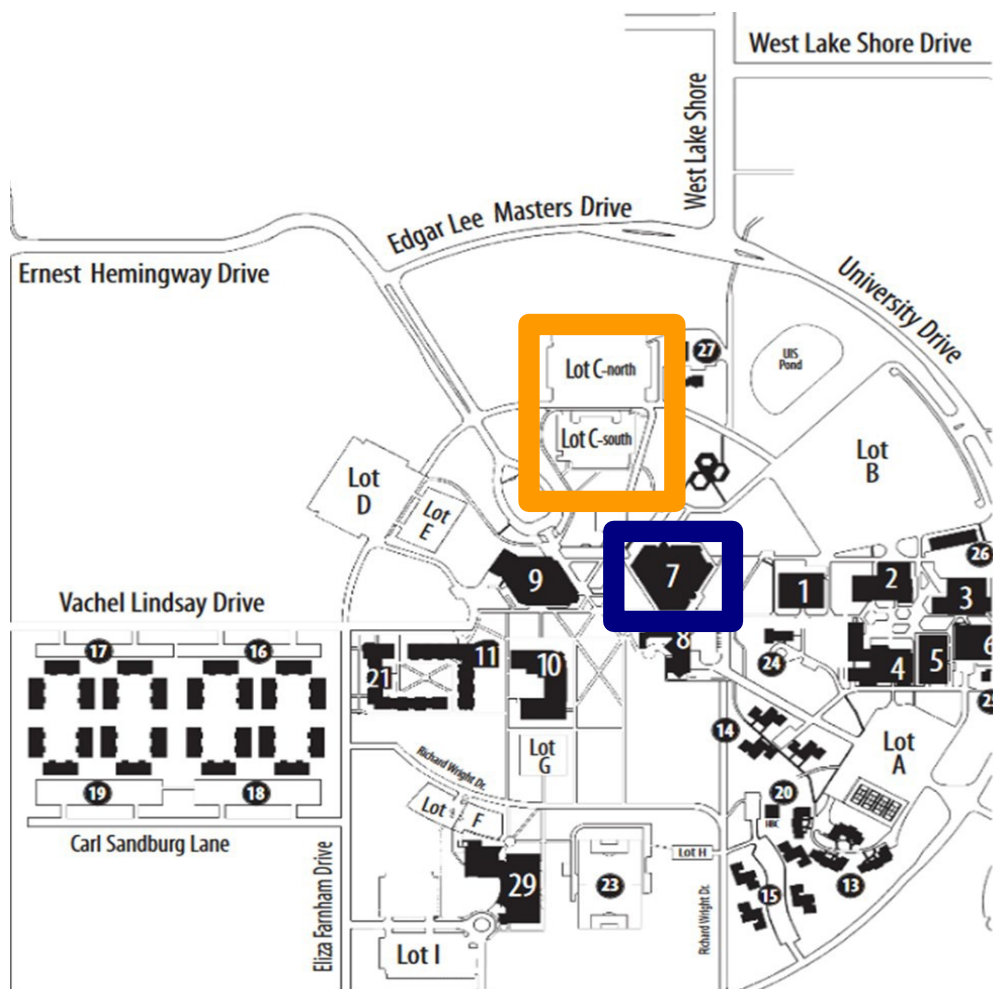 West Lake Shore Drive
West Lake Shore
Edgar Lee Masters Drive
Ernest Hemingway Drive
University Drive
27
UIS
Pond
Lot C-north
Lot C-south
Lot
B
Lot
D
Lot
E
26
9
7
1
2
3
Vachel Lindsay Drive
8
17
16
11
10
21
24
4
5
6
14
Lot
G
Lot
A
Richard Wright Dr.
19
18
20
Lot
F
HBC
Carl Sandburg Lane
Lot H
29
23
13
15
Eliza Farnham Drive
Richard Wright Dr.
Lot I